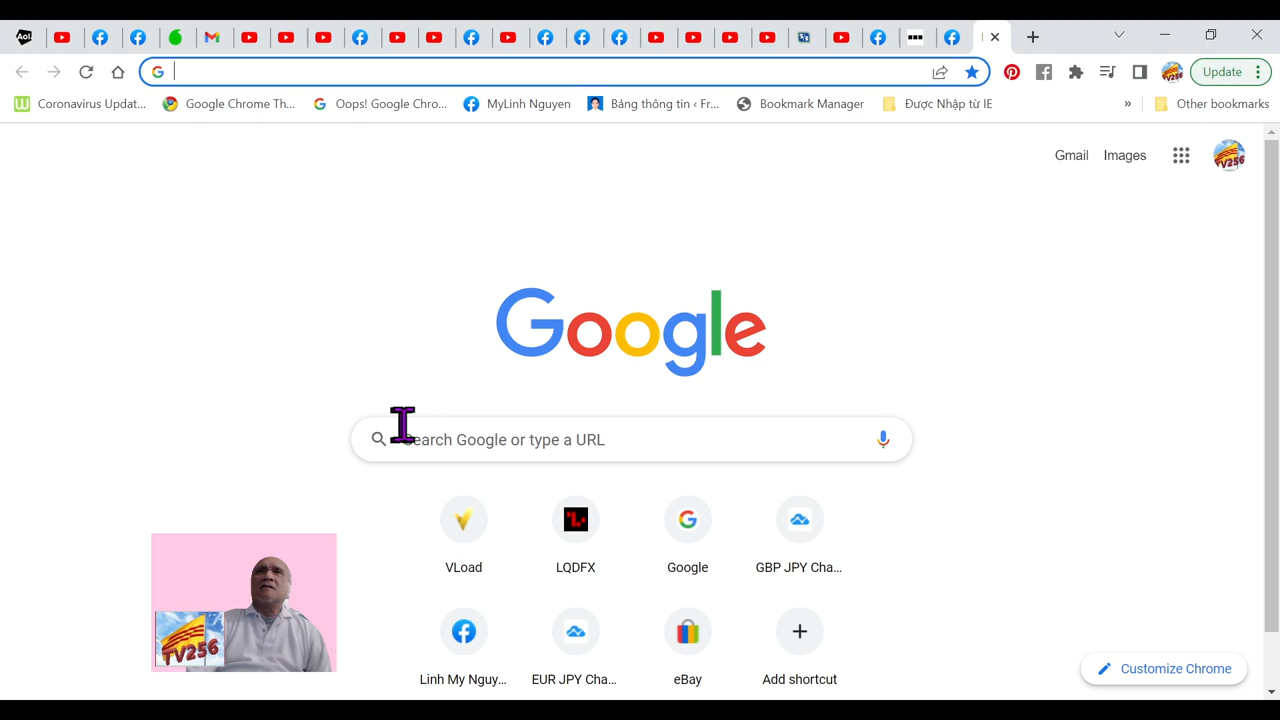 Ao!
Update
Coronavirus Updat...
Google Chrome Th...
Oops! Google Chro...
MyLinh Nguyen
Bảng thông tin ‹ Fr...
Bookmark Manager
Được Nhập từ IE
»
Other bookmarks
Gmail
Images
TV256
Google
Search Google or type a URL
VLoad
LQDFX
Google
GBP JPY Cha...
Linh My Nguy...
EUR JPY Cha...
eBay
Add shortcut
TV256
Customize Chrome